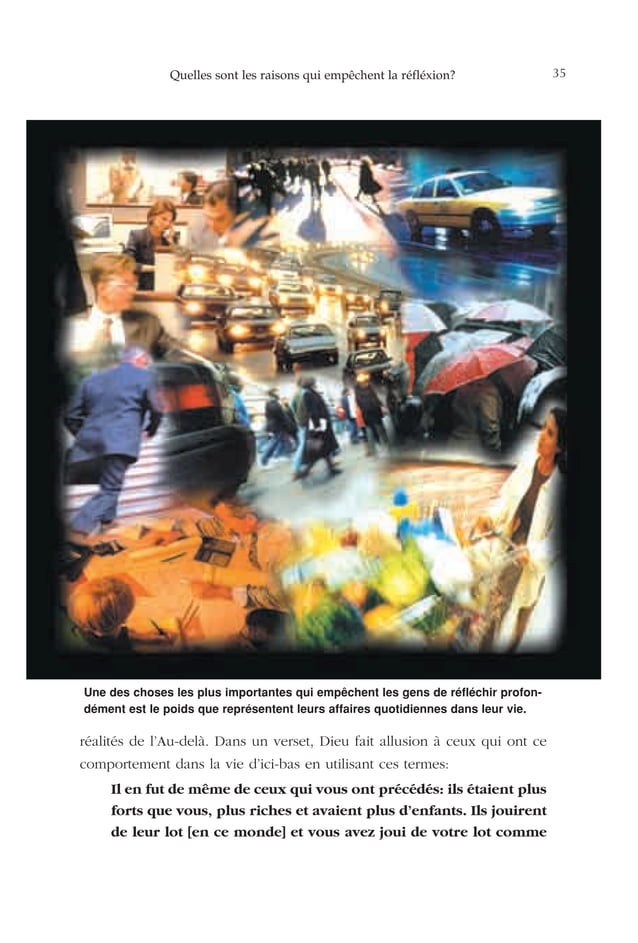 Quelles sont les raisons qui empêchent la réfléxion?
35
Une des choses les plus importantes qui empêchent les gens de réfléchir profon-
dément est le poids que représentent leurs affaires quotidiennes dans leur vie.
réalités de l'Au-delà. Dans un verset, Dieu fait allusion à ceux qui ont ce
comportement dans la vie d'ici-bas en utilisant ces termes:
Il en fut de même de ceux qui vous ont précédés: ils étaient plus
forts que vous, plus riches et avaient plus d'enfants. Ils jouirent
de leur lot [en ce monde] et vous avez joui de votre lot comme